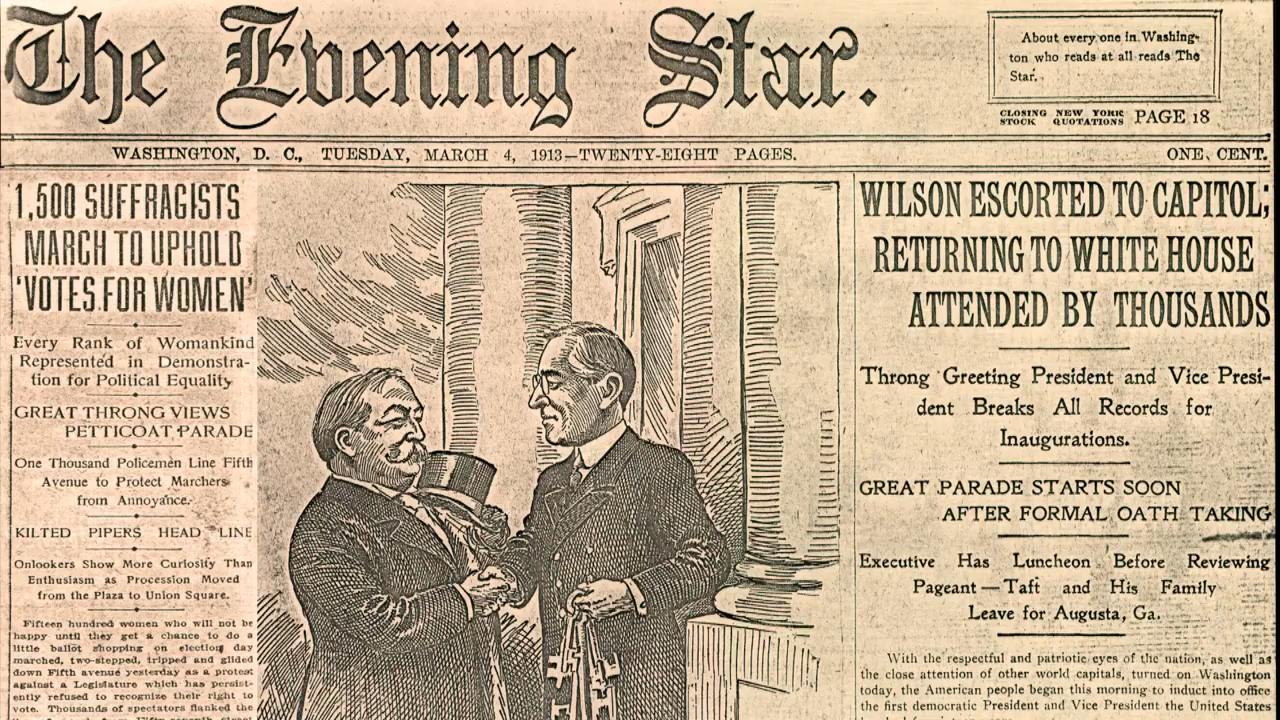 The Evening Star.
About every one in Washing-
ton who reads at all reads The
Star.
CLOSING NEW YORK
STOCK QUOTATIONS PAGE 18
WASHINGTON, D. C., TUESDAY, MARCH 4, 1913—TWENTY-EIGHT PAGES.
ONE CENT.
1,500 SUFFRAGISTS
MARCH TO UPHOLD
'VOTES FOR WOMEN'
Every Rank of Womankind
Represented in Demonstra-
tion for Political Equality
GREAT THRONG VIEWS
PETTICOAT PARADE
One Thousand Policemen Line Fifth
Avenue to Protect Marchers
from Annoyance.
KILTED PIPERS HEAD LINE
Onlookers Show More Curiosity Than
Enthusiasm as Procession Moved
from the Plaza to Union Square.
Fifteen hundred women who will not be
happy until they get a chance to do a
little ballot shopping on election day
marched, two-stepped, tripped and glided
down Fifth avenue yesterday as a protest
against a Legislature which has persist-
ently refused to recognize their right to
vote. Thousands of spectators flanked the
WILSON ESCORTED TO CAPITOL;
RETURNING TO WHITE HOUSE
ATTENDED BY THOUSANDS
Throng Greeting President and Vice Presi-
dent Breaks All Records for
Inaugurations.
GREAT PARADE STARTS SOON
AFTER FORMAL OATH TAKING
Executive Has Luncheon Before Reviewing
Pageant—Taft and His Family
Leave for Augusta, Ga.
With the respectful and patriotic eyes of the nation, as well as
the close attention of other world capitals, turned on Washington
today, the American people began this morning to induct into office
the first democratic President and Vice President the United States